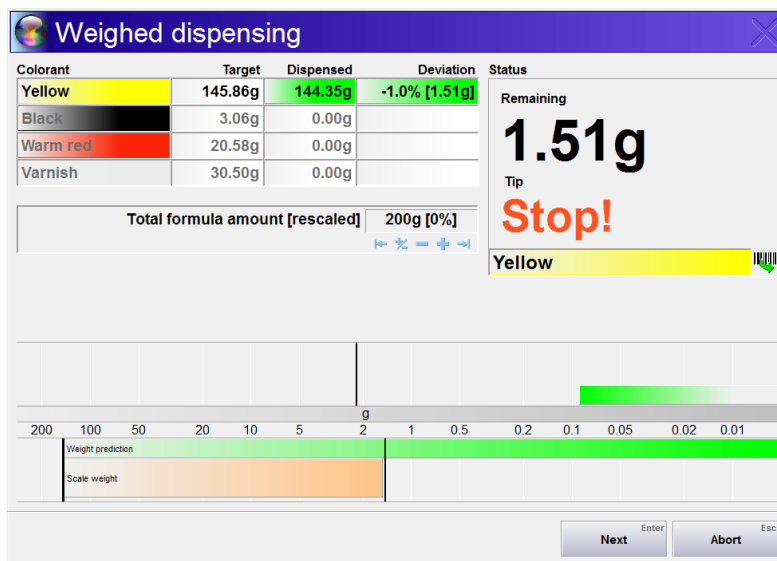 Weighed dispensing
Colorant Target Dispensed Deviation Status
Yellow 145.86g 144.35g -1.0% [1.51g]
Black 3.06g 0.00g
Warm red 20.58g 0.00g
Varnish 30.50g 0.00g
Remaining
1.51g
Tip
Stop!
Yellow
Total formula amount [rescaled] 200g [0%]
g
200 100 50 20 10 5 2 1 0.5 0.2 0.1 0.05 0.02 0.01
Weight prediction
Scale weight
Enter
Next
Esc
Abort